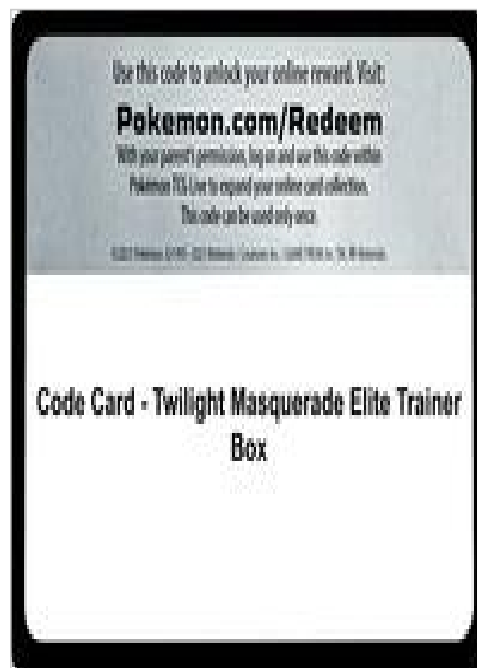 Use this code to unlock your online reward. Visit:
Pokemon.com/Redeem
With your parent's permission, log on and use this code within
Pokémon TCG Live to expand your online card collection.
This code can be used only once.
Code Card - Twilight Masquerade Elite Trainer
Box